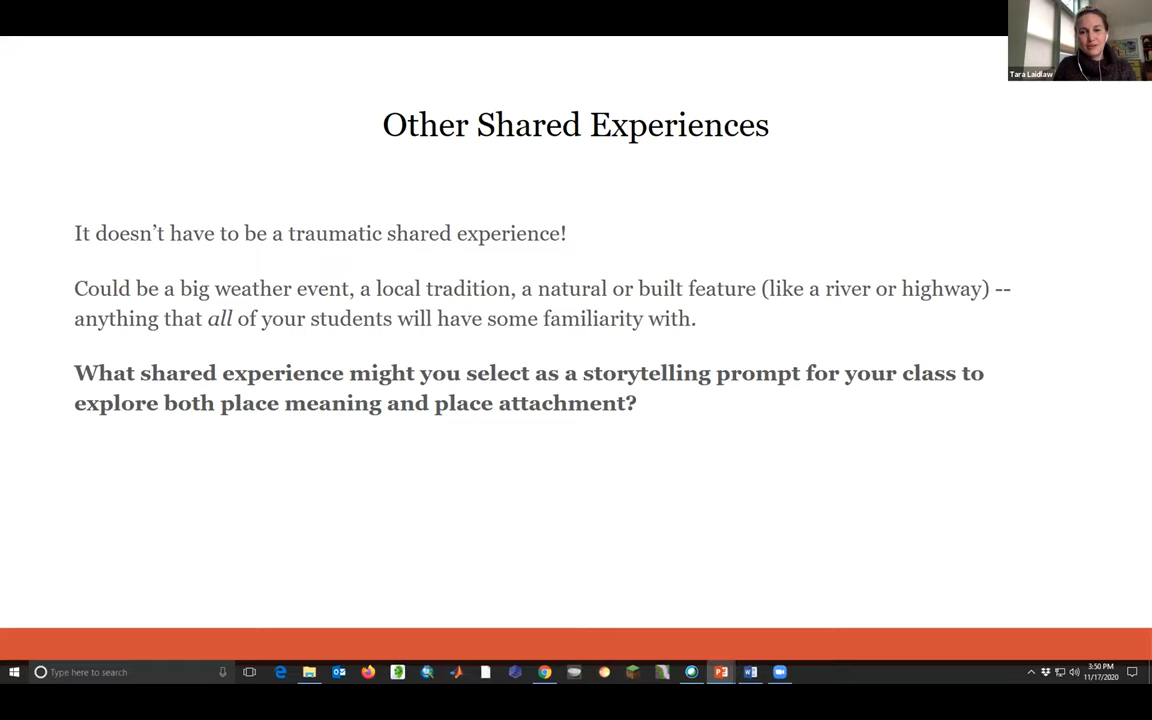 Tara Laidlaw
Other Shared Experiences
It doesn’t have to be a traumatic shared experience!
Could be a big weather event, a local tradition, a natural or built feature (like a river or highway) --
anything that all of your students will have some familiarity with.
What shared experience might you select as a storytelling prompt for your class to
explore both place meaning and place attachment?
Type here to search
3:50 PM
11/17/2020